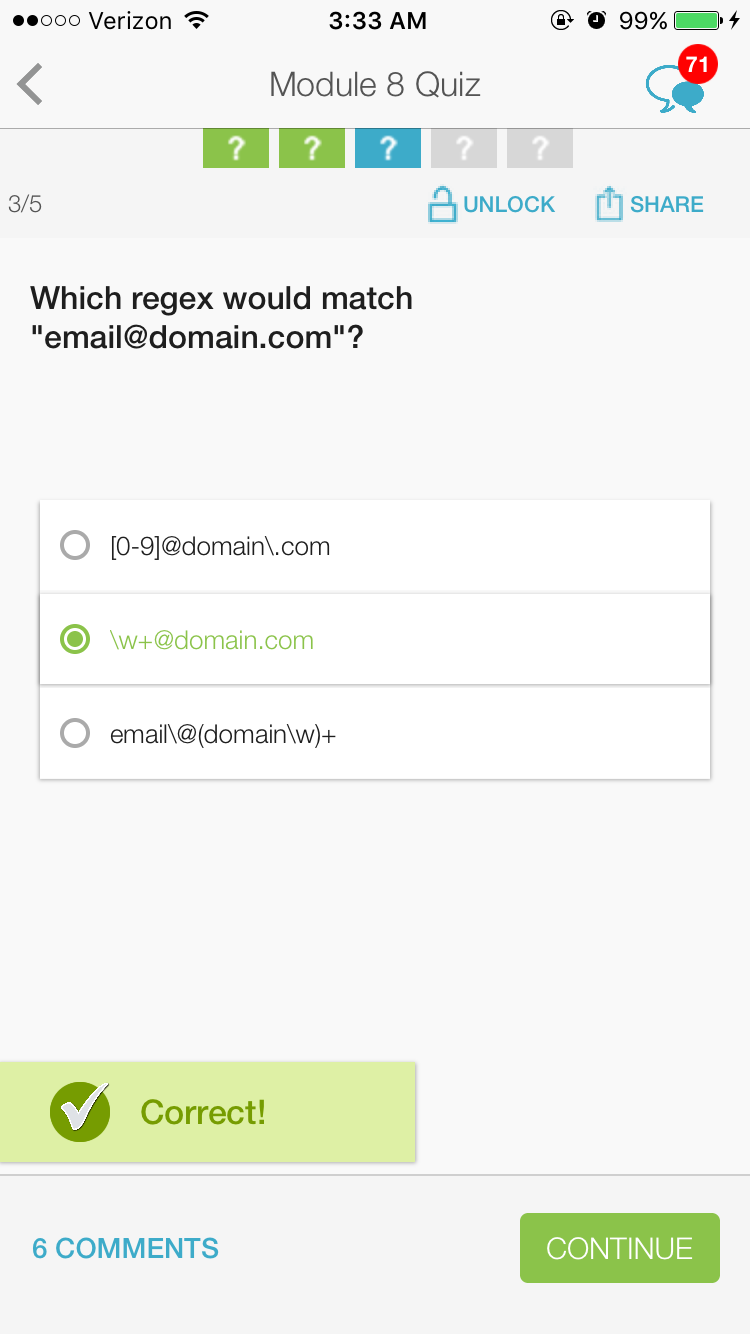 Verizon 3:33 AM 99%
Module 8 Quiz 71
? ? ? ? ?
3/5 UNLOCK SHARE
Which regex would match
"email@domain.com"?
[0-9]@domain\.com
\w+@domain.com
email\@(domain\w)+
Correct!
6 COMMENTS CONTINUE